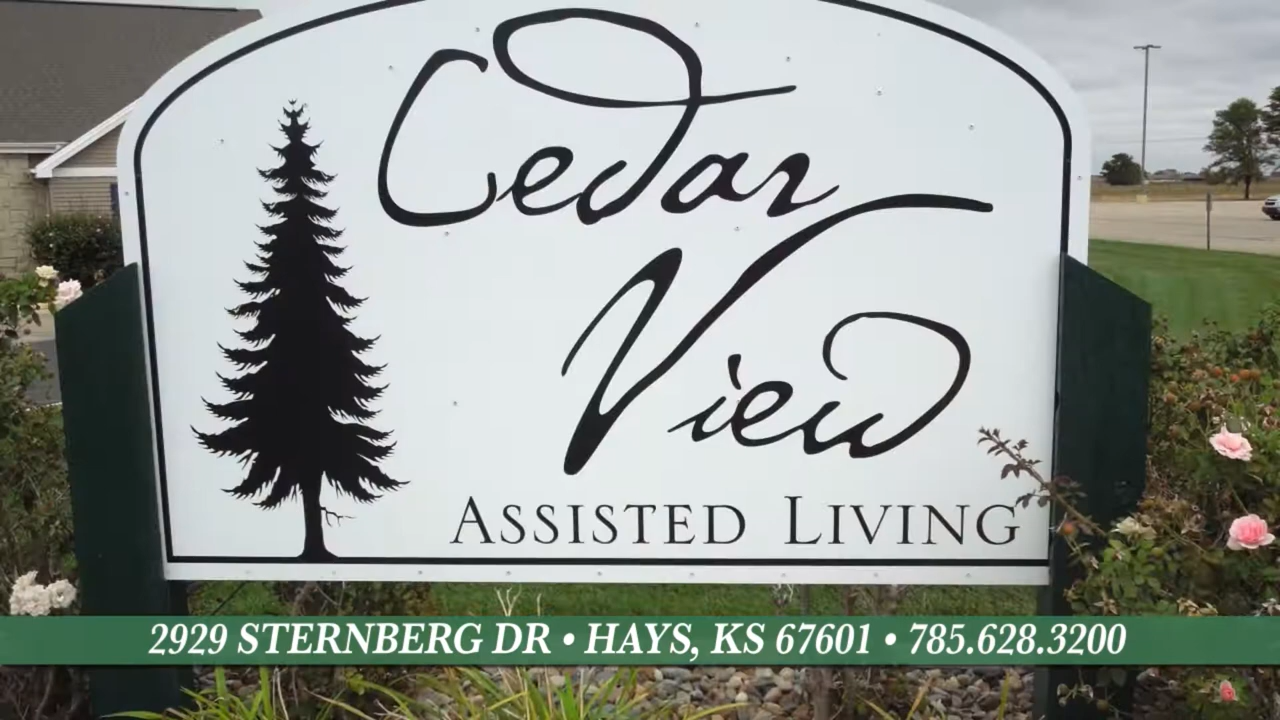 Cedar
View
ASSISTED LIVING
2929 STERNBERG DR • HAYS, KS 67601 • 785.628.3200